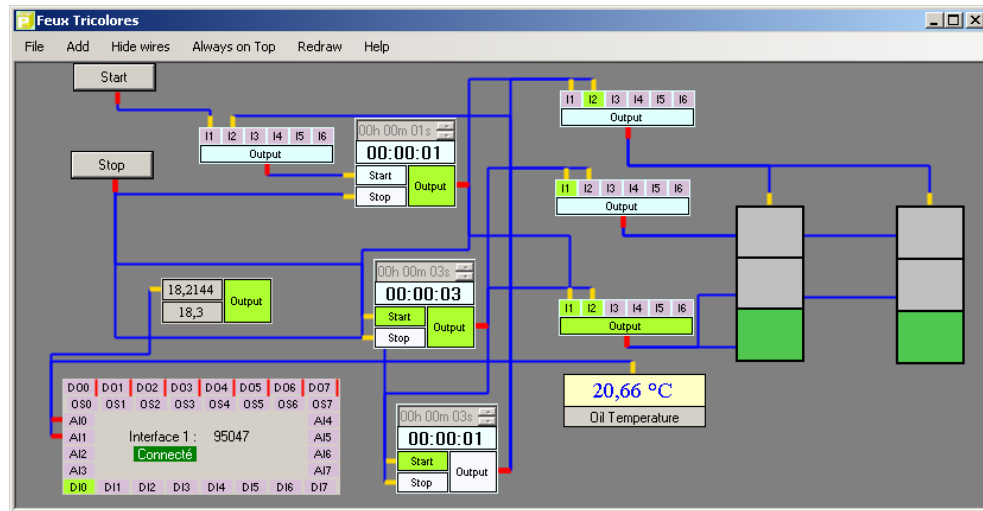 Feux Tricolores
File Add Hide wires Always on Top Redraw Help
Start
I1 I2 I3 I4 I5 I6
Output
00h 00m 01s
00:00:01
Start
Stop
Output
I1 I2 I3 I4 I5 I6
Output
Stop
I1 I2 I3 I4 I5 I6
Output
18,2144
18,3
Output
00h 00m 03s
00:00:03
Start
Stop
Output
I1 I2 I3 I4 I5 I6
Output
20,66 °C
Oil Temperature
DO0 DO1 DO2 DO3 DO4 DO5 DO6 DO7
OS0 OS1 OS2 OS3 OS4 OS5 OS6 OS7
AI0 AI4
AI1 Interface 1 : 95047 AI5
AI2 Connecté AI6
AI3 AI7
DI0 DI1 DI2 DI3 DI4 DI5 DI6 DI7
00h 00m 03s
00:00:01
Start
Stop
Output